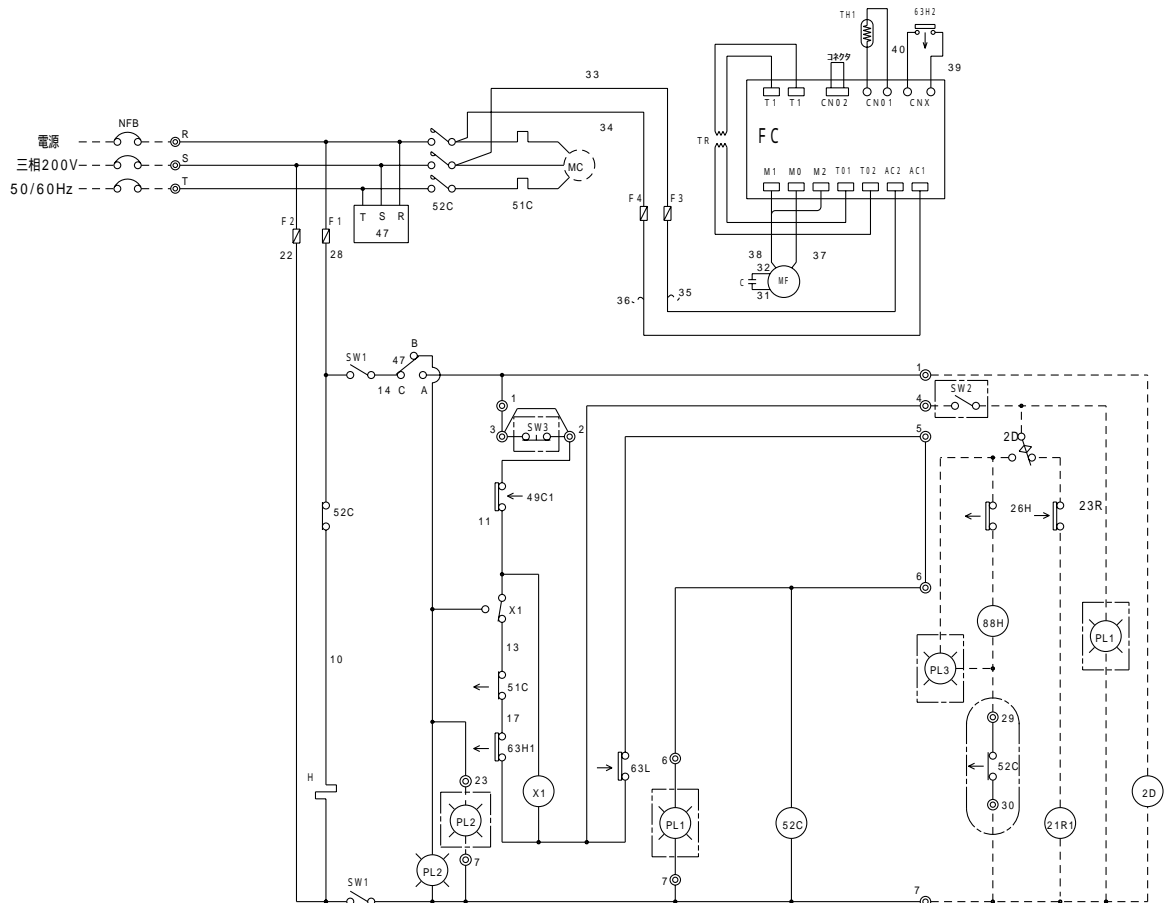 TH1
63H2
40
39
コネクタ
33
T1
T1
CN02
CN01
CNX
34
TR
FC
NFB
電源
R
三相200V
S
MC
50/60Hz
T
M1
M0
M2
T01
T02
AC2
AC1
T
S
R
47
52C
51C
F4
F3
F2
F1
22
28
38
37
32
C
MF
31
36
35
B
SW1
47
14
C
A
1
SW2
1
4
3
SW3
2
5
2D
49C1
52C
11
26H
23R
6
X1
88H
PL1
13
10
PL3
51C
17
29
63H1
63L
6
52C
H
23
X1
30
2D
PL2
PL1
52C
21R1
7
PL2
SW1
7
7